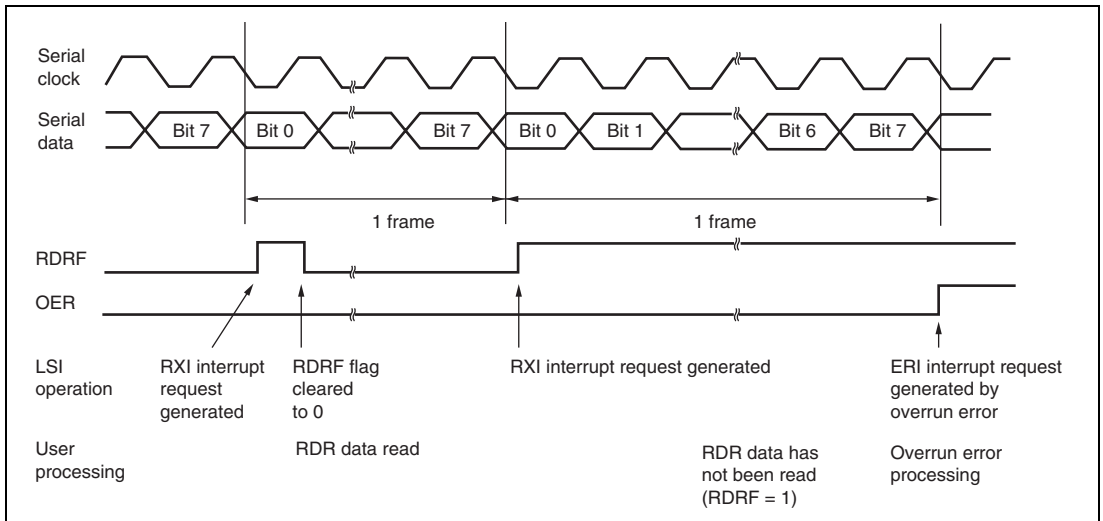 Serial
clock
Serial
data
Bit 7
Bit 0
Bit 7
Bit 0
Bit 1
Bit 6
Bit 7
1 frame
1 frame
RDRF
OER
LSI
operation
RXI interrupt
request
generated
RDRF flag
cleared
to 0
RXI interrupt request generated
ERI interrupt request
generated by
overrun error
User
processing
RDR data read
RDR data has
not been read
(RDRF = 1)
Overrun error
processing